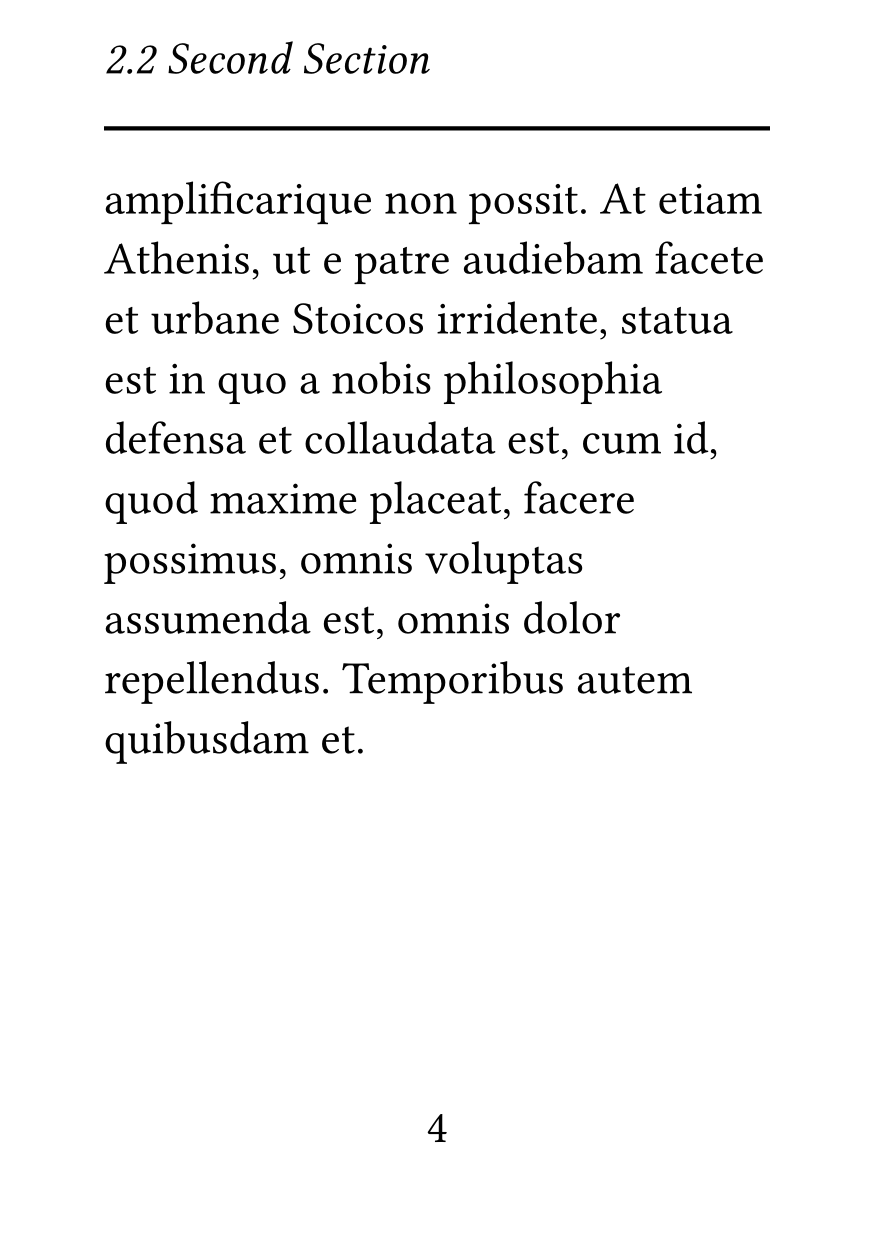 2.2 Second Section
amplificarique non possit. At etiam
Athenis, ut e patre audiebam facete
et urbane Stoicos irridente, statua
est in quo a nobis philosophia
defensa et collaudata est, cum id,
quod maxime placeat, facere
possimus, omnis voluptas
assumenda est, omnis dolor
repellendus. Temporibus autem
quibusdam et.
4